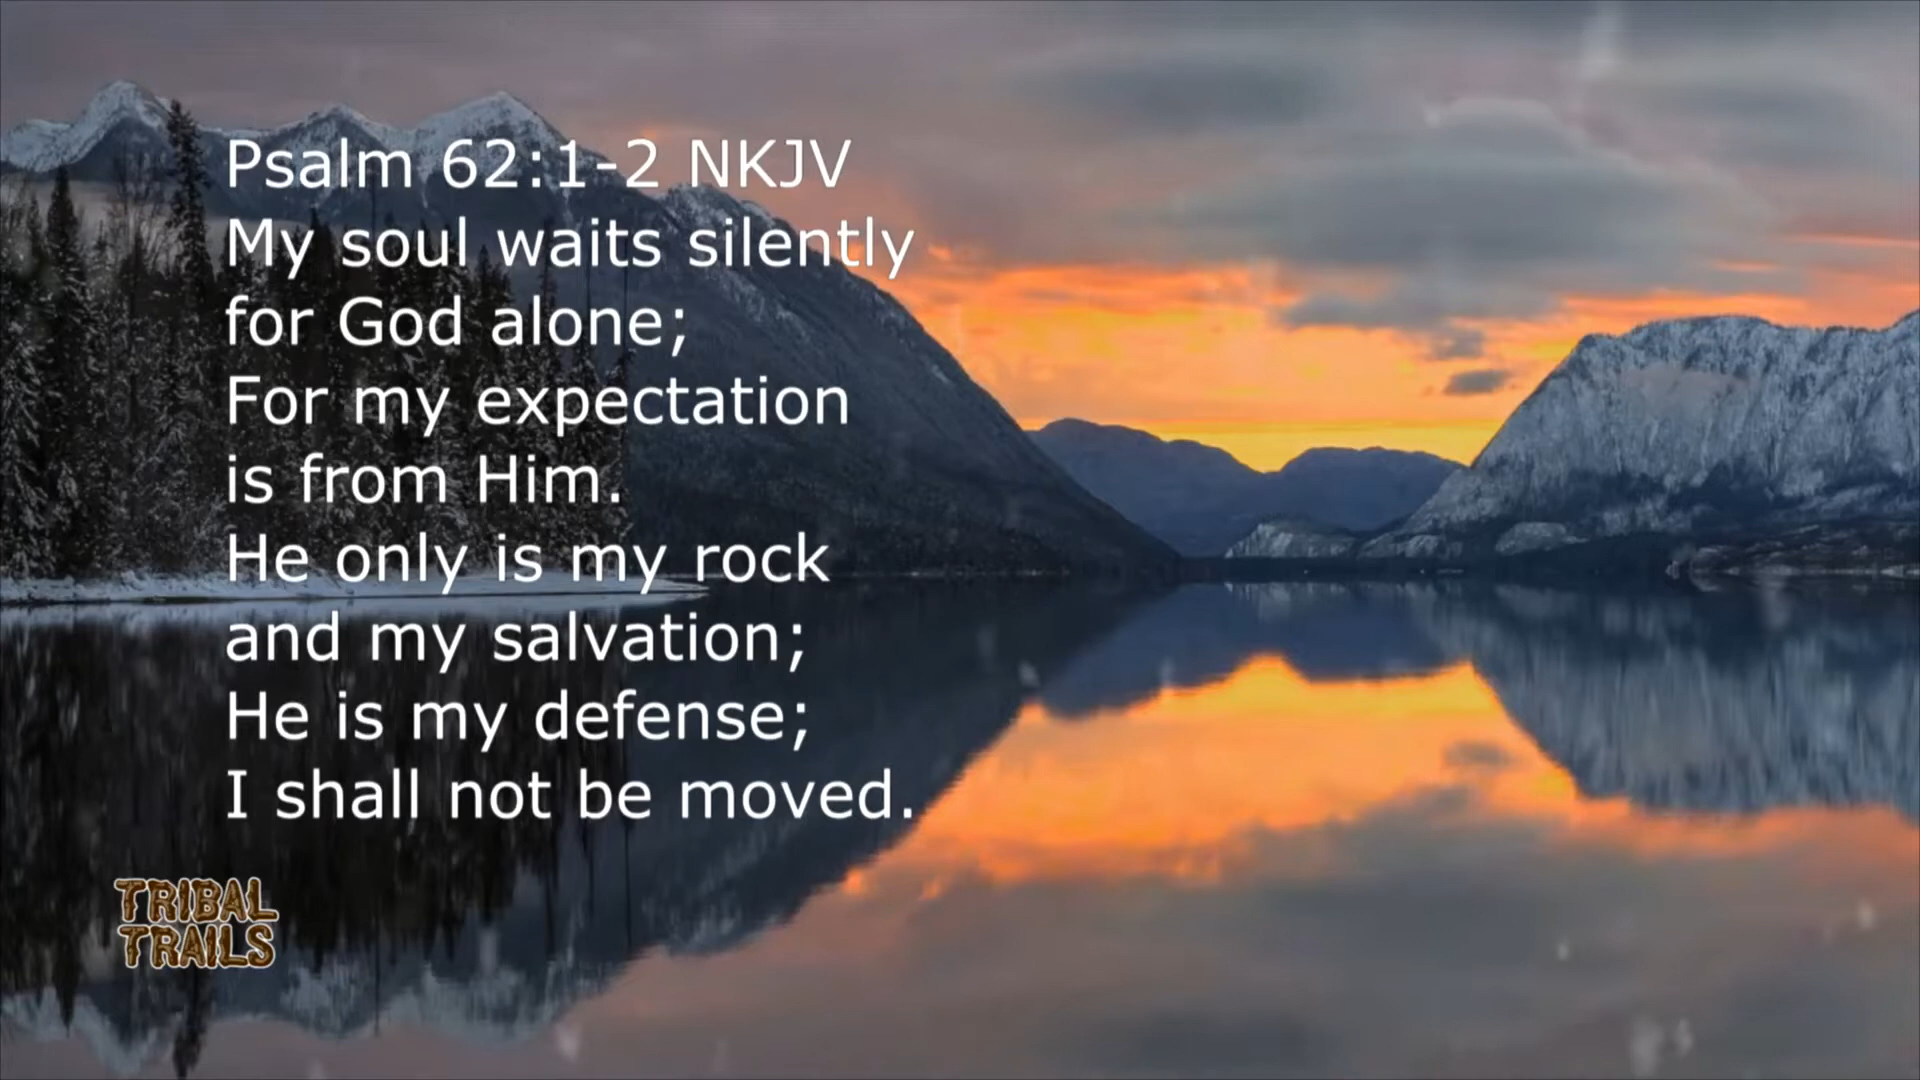 Psalm 62:1-2 NKJV
My soul waits silently
for God alone;
For my expectation
is from Him.
He only is my rock
and my salvation;
He is my defense;
I shall not be moved.
TRIBAL
TRAILS